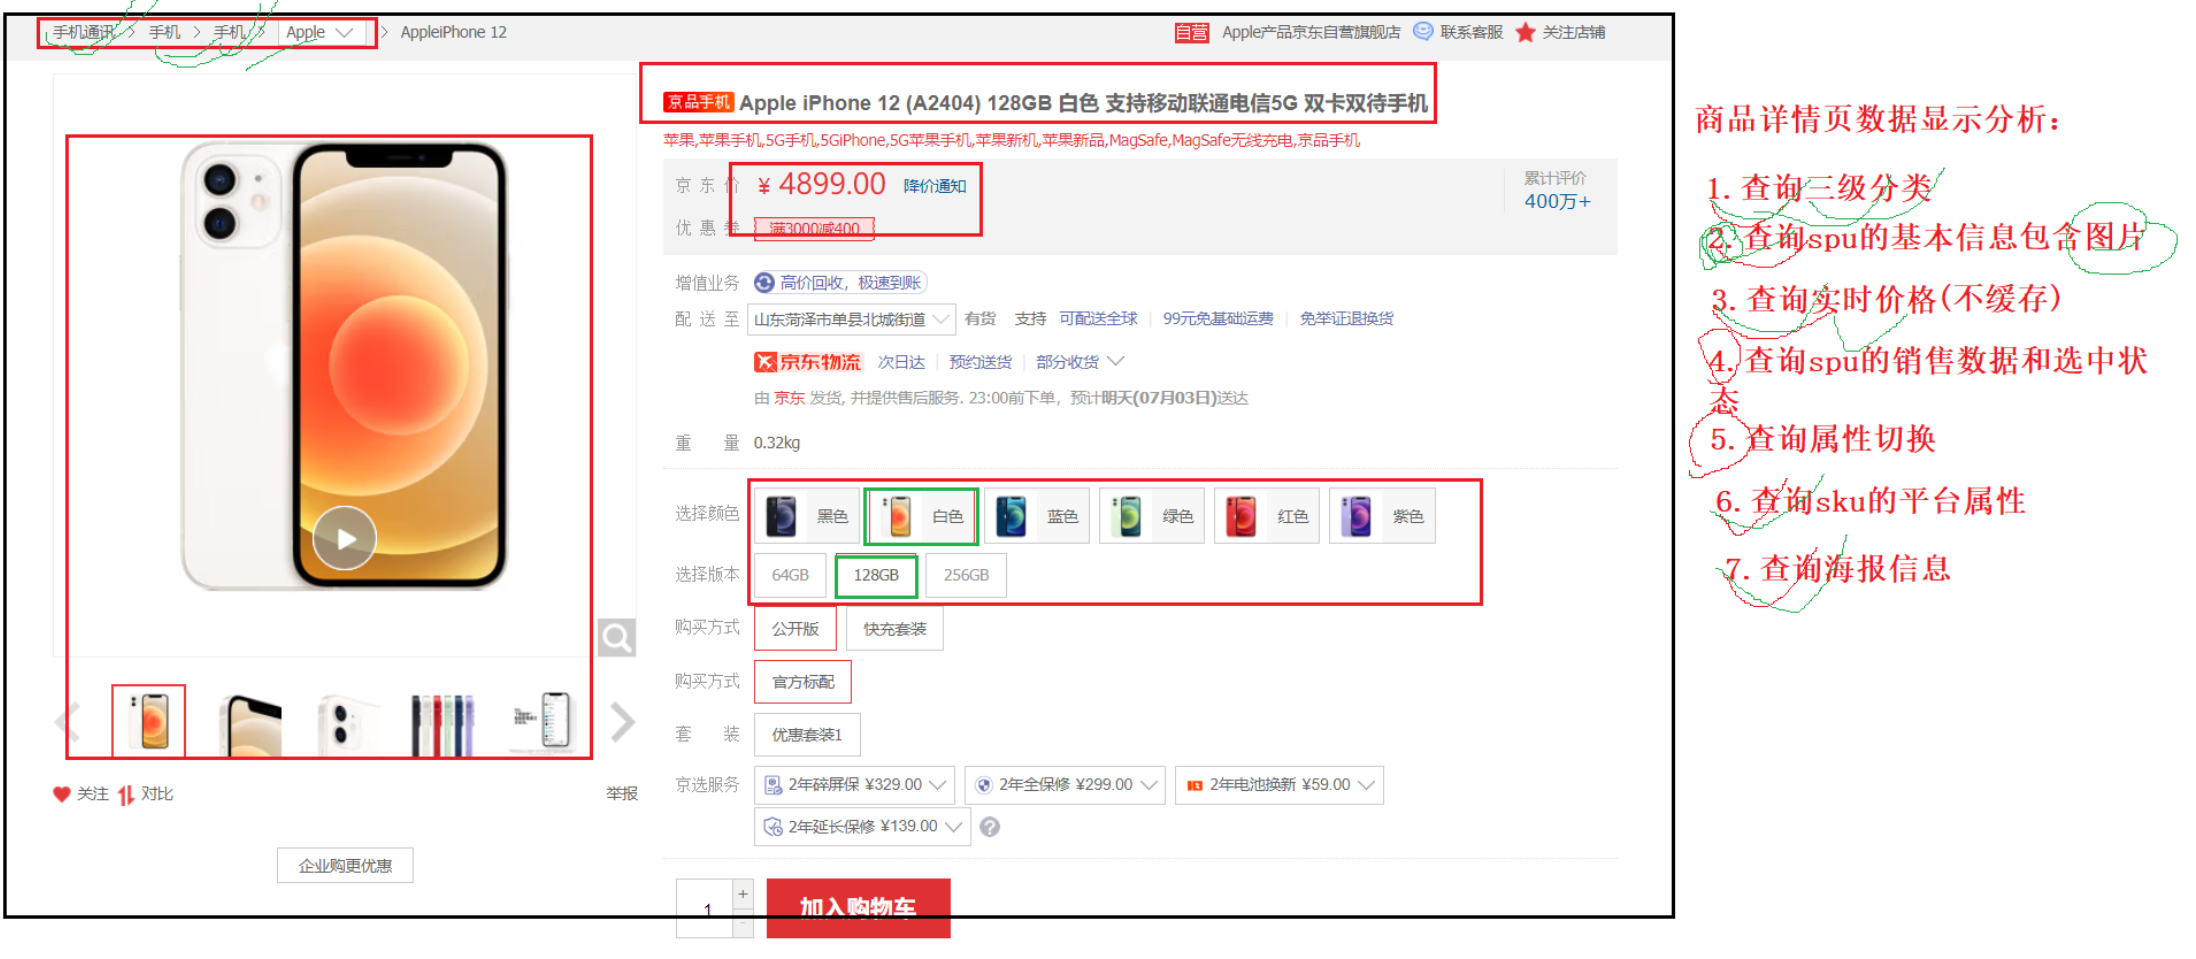 手机通讯 > 手机 > 手机 > Apple > AppleiPhone 12
自营 Apple产品京东自营旗舰店 联系客服 关注店铺
京品手机 Apple iPhone 12 (A2404) 128GB 白色 支持移动联通电信5G 双卡双待手机
苹果,苹果手机,5G手机,5GiPhone,5G苹果手机,苹果新机,苹果新品,MagSafe,MagSafe无线充电,京品手机
京东价 ¥ 4899.00 降价通知
累计评价
400万+
优惠券 满3000减400
增值业务 高价回收，极速到账
配送至 山东菏泽市单县北城街道 有货 支持 可配送全球 99元免基础运费 免举证退换货
京东物流 次日达 预约送货 部分收货
由 京东 发货, 并提供售后服务. 23:00前下单，预计明天(07月03日)送达
重量 0.32kg
选择颜色 黑色 白色 蓝色 绿色 红色 紫色
选择版本 64GB 128GB 256GB
购买方式 公开版 快充套装
购买方式 官方标配
套装 优惠套装1
京选服务 2年碎屏保 ¥329.00 2年全保修 ¥299.00 2年电池换新 ¥59.00
2年延长保修 ¥139.00 ?
关注 对比 举报
企业购更优惠
1 + -
加入购物车
商品详情页数据显示分析：
1. 查询三级分类
2. 查询spu的基本信息包含图片
3. 查询实时价格(不缓存)
4. 查询spu的销售数据和选中状
态
5. 查询属性切换
6. 查询sku的平台属性
7. 查询海报信息